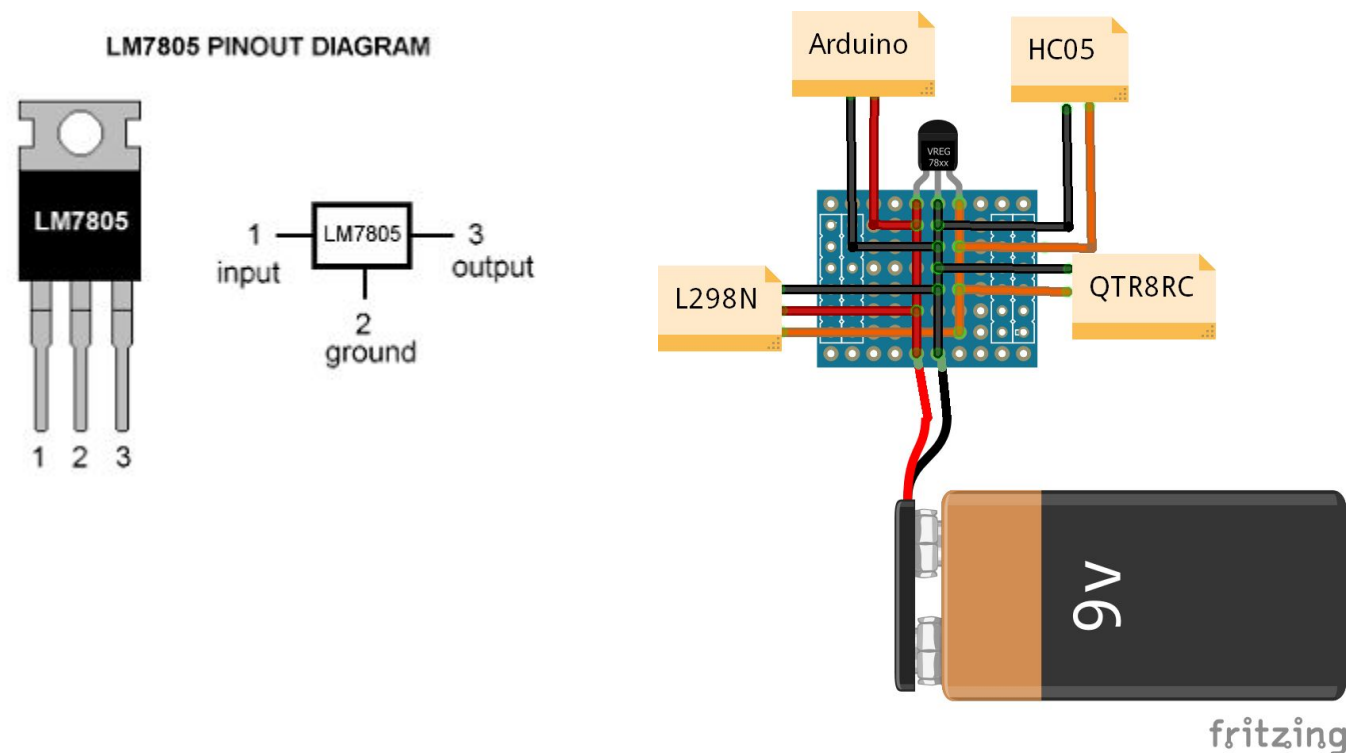 LM7805 PINOUT DIAGRAM
LM7805
1 2 3
1
input
LM7805
3
output
2
ground
Arduino
HC05
VREG
78xx
L298N
QTR8RC
9v
fritzing